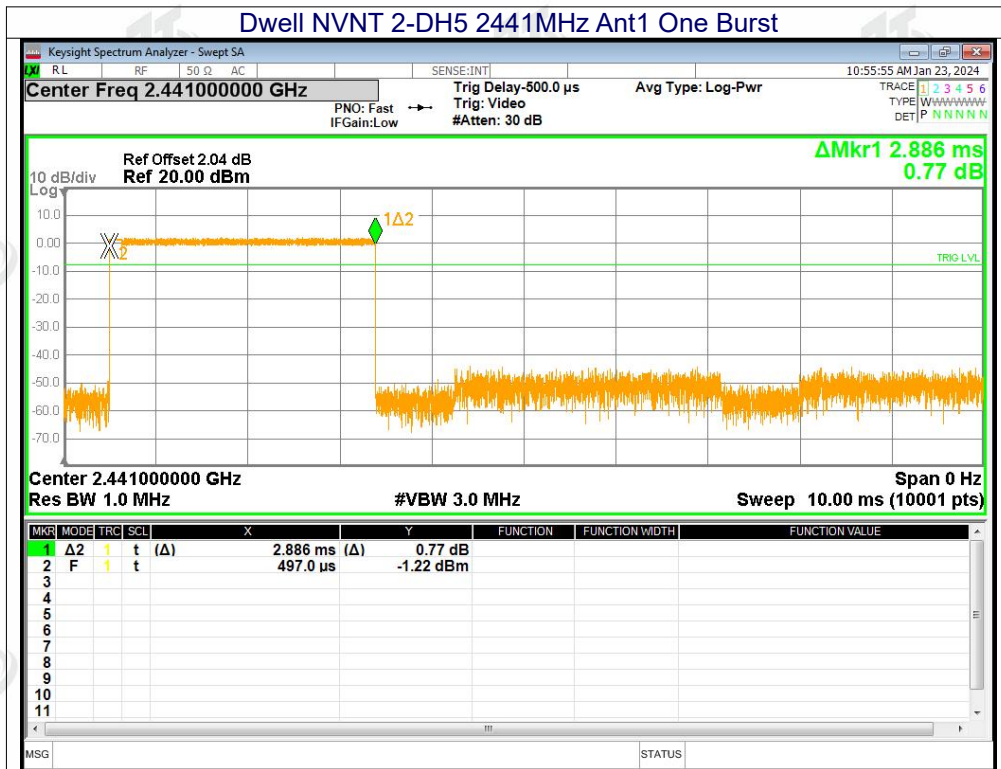 Dwell NVNT 2-DH5 2441MHz Ant1 One Burst
Keysight Spectrum Analyzer - Swept SA
LXI RL RF 50 Ω AC SENSE:INT 10:55:55 AM Jan 23, 2024
Center Freq 2.441000000 GHz Trig Delay-500.0 µs Avg Type: Log-Pwr TRACE 1 2 3 4 5 6
PNO: Fast Trig: Video TYPE WWWWWWW
IFGain:Low #Atten: 30 dB DET P N N N N N
ΔMkr1 2.886 ms
0.77 dB
Ref Offset 2.04 dB
10 dB/div Ref 20.00 dBm
Log
10.0
0.00
-10.0
-20.0
-30.0
-40.0
-50.0
-60.0
-70.0
1Δ2
2
TRIG LVL
Center 2.441000000 GHz Span 0 Hz
Res BW 1.0 MHz #VBW 3.0 MHz Sweep 10.00 ms (10001 pts)
MKR MODE TRC SCL X Y FUNCTION FUNCTION WIDTH FUNCTION VALUE
1 Δ2 1 t (Δ) 2.886 ms (Δ) 0.77 dB
2 F 1 t 497.0 µs -1.22 dBm
3
4
5
6
7
8
9
10
11
MSG STATUS